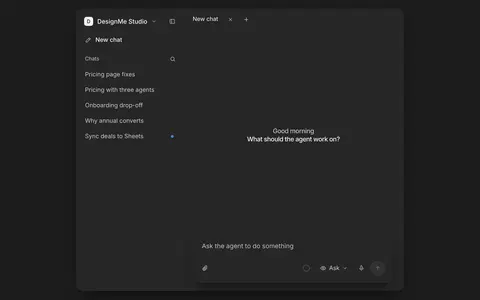 D DesignMe Studio
New chat
Chats
Pricing page fixes
Pricing with three agents
Onboarding drop-off
Why annual converts
Sync deals to Sheets
New chat
Good morning
What should the agent work on?
Ask the agent to do something
Ask